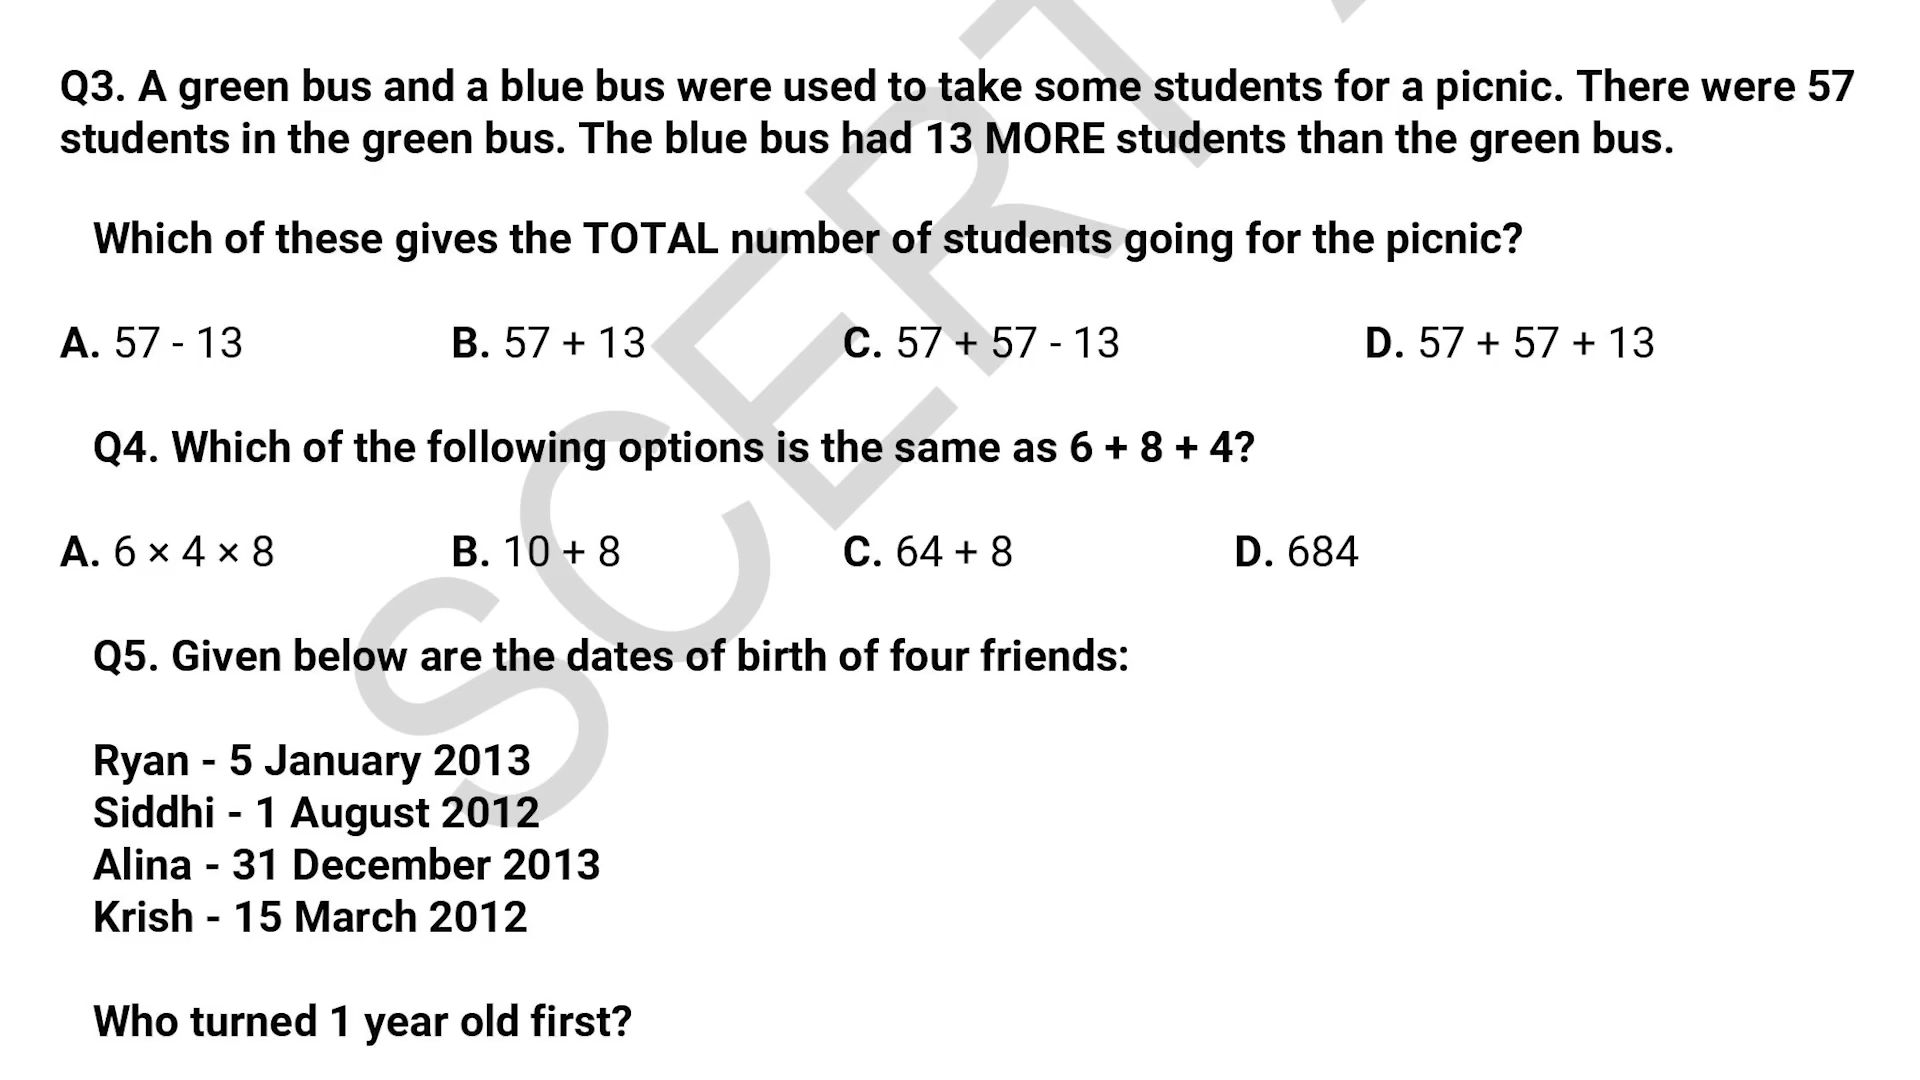 Q3. A green bus and a blue bus were used to take some students for a picnic. There were 57
students in the green bus. The blue bus had 13 MORE students than the green bus.
Which of these gives the TOTAL number of students going for the picnic?
A. 57 - 13 B. 57 + 13 C. 57 + 57 - 13 D. 57 + 57 + 13
Q4. Which of the following options is the same as 6 + 8 + 4?
A. 6 × 4 × 8 B. 10 + 8 C. 64 + 8 D. 684
Q5. Given below are the dates of birth of four friends:
Ryan - 5 January 2013
Siddhi - 1 August 2012
Alina - 31 December 2013
Krish - 15 March 2012
Who turned 1 year old first?
SCERT